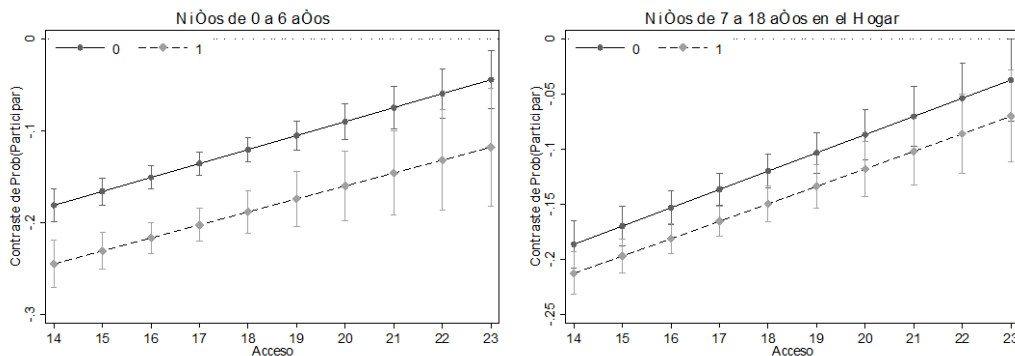 NiÒos de 0 a 6 aÒos
0 1
Contraste de Prob(Participar)
0
-.1
-.2
-.3
14 15 16 17 18 19 20 21 22 23
Acceso
NiÒos de 7 a 18 aÒos en el Hogar
0 1
Contraste de Prob(Participar)
0
-.05
-.1
-.15
-.2
-.25
14 15 16 17 18 19 20 21 22 23
Acceso